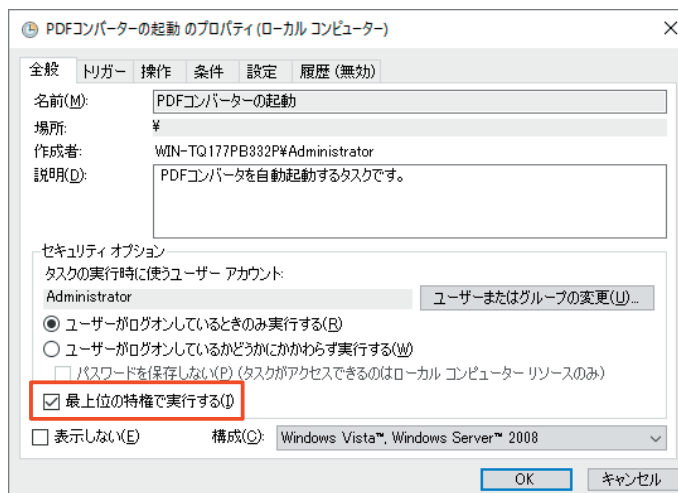 PDFコンバーターの起動 のプロパティ (ローカル コンピューター)
全般 トリガー 操作 条件 設定 履歴 (無効)
名前(M): PDFコンバーターの起動
場所: ¥
作成者: WIN-TQ177PB332P¥Administrator
説明(D): PDFコンバータを自動起動するタスクです。
セキュリティ オプション
タスクの実行時に使うユーザー アカウント:
Administrator ユーザーまたはグループの変更(U)...
ユーザーがログオンしているときのみ実行する(R)
ユーザーがログオンしているかどうかにかかわらず実行する(W)
パスワードを保存しない(P) (タスクがアクセスできるのはローカル コンピューター リソースのみ)
最上位の特権で実行する(I)
表示しない(E) 構成(C): Windows Vista™, Windows Server™ 2008
OK キャンセル